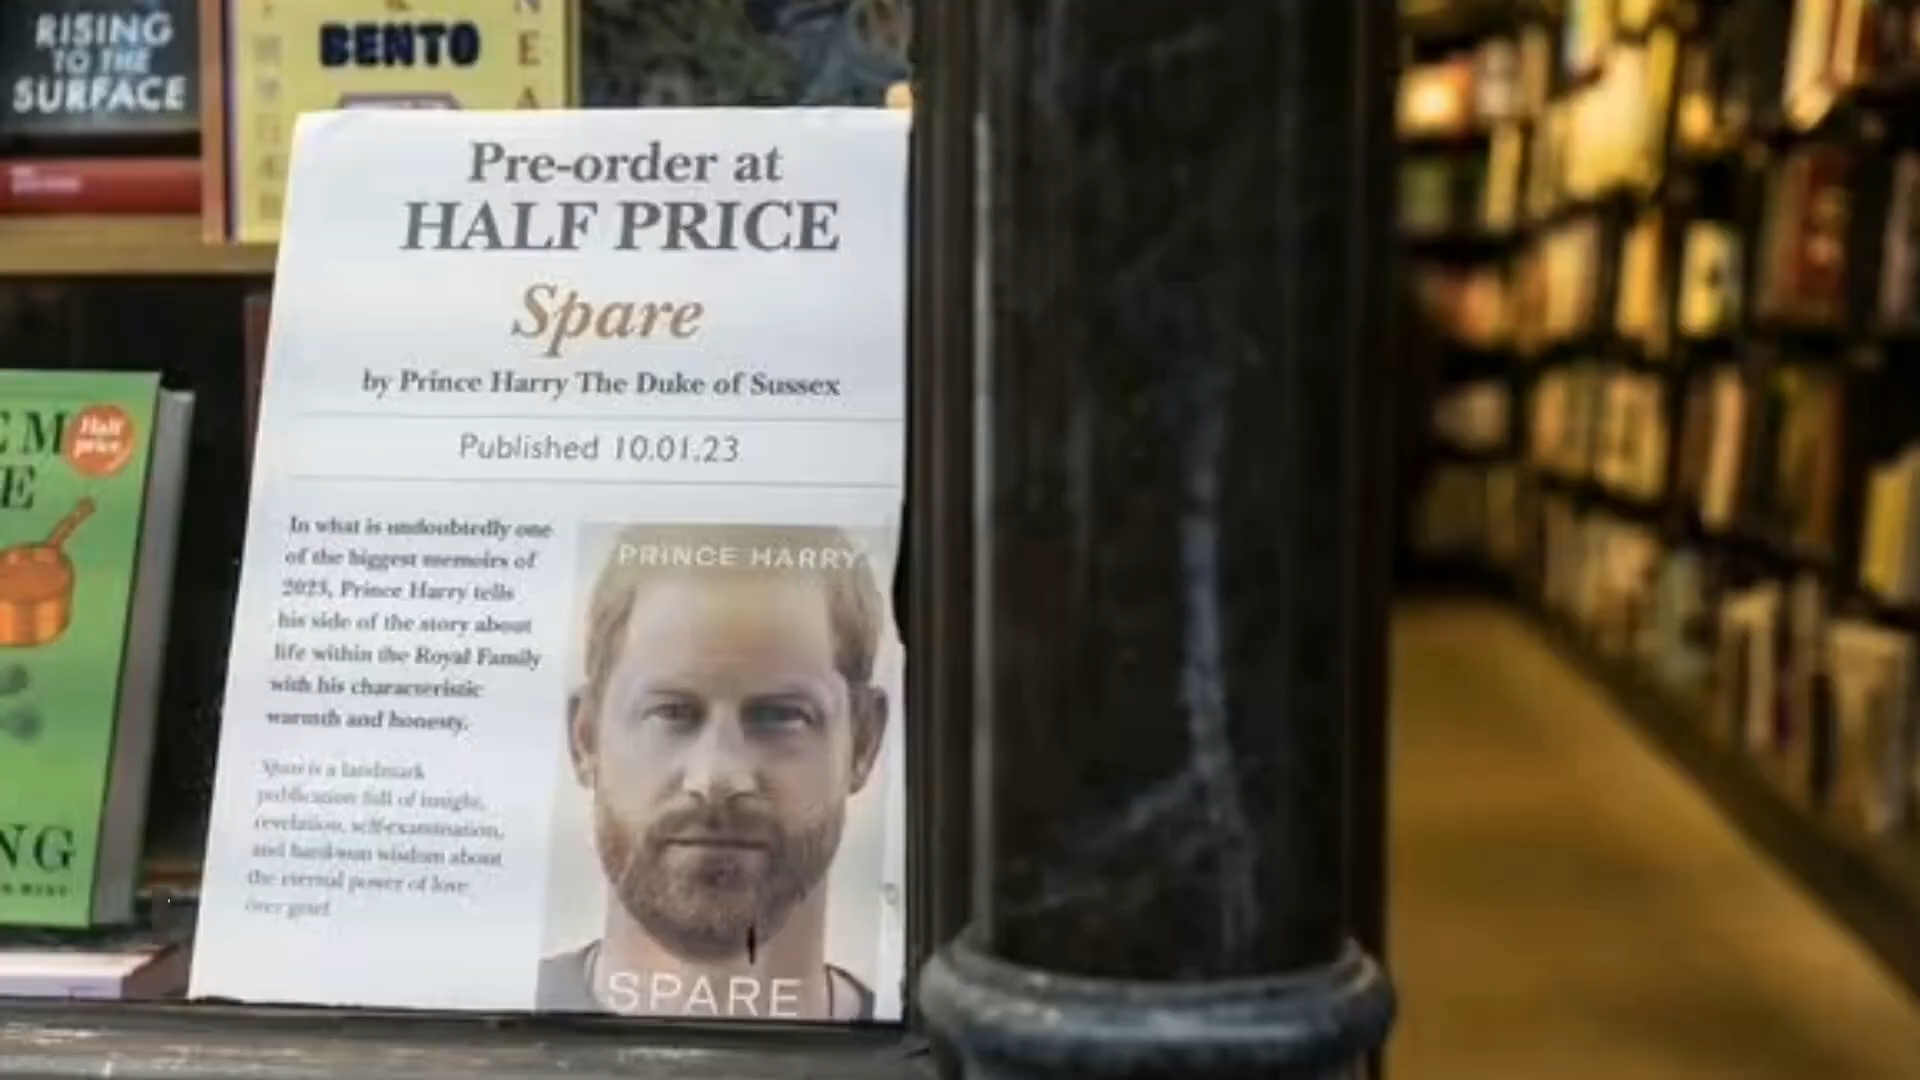 RISING
TO THE
SURFACE
BENTO
Pre-order at
HALF PRICE
Spare
by Prince Harry The Duke of Sussex
Published 10.01.23
In what is undoubtedly one
of the biggest memoirs of
2023, Prince Harry tells
his side of the story about
life within the Royal Family
with his characteristic
warmth and honesty.
Spare is a landmark
publication full of insight,
revelation, self-examination,
and hard-won wisdom about
the eternal power of love
over grief.
PRINCE HARRY
SPARE
EM
E
Half
price
NG